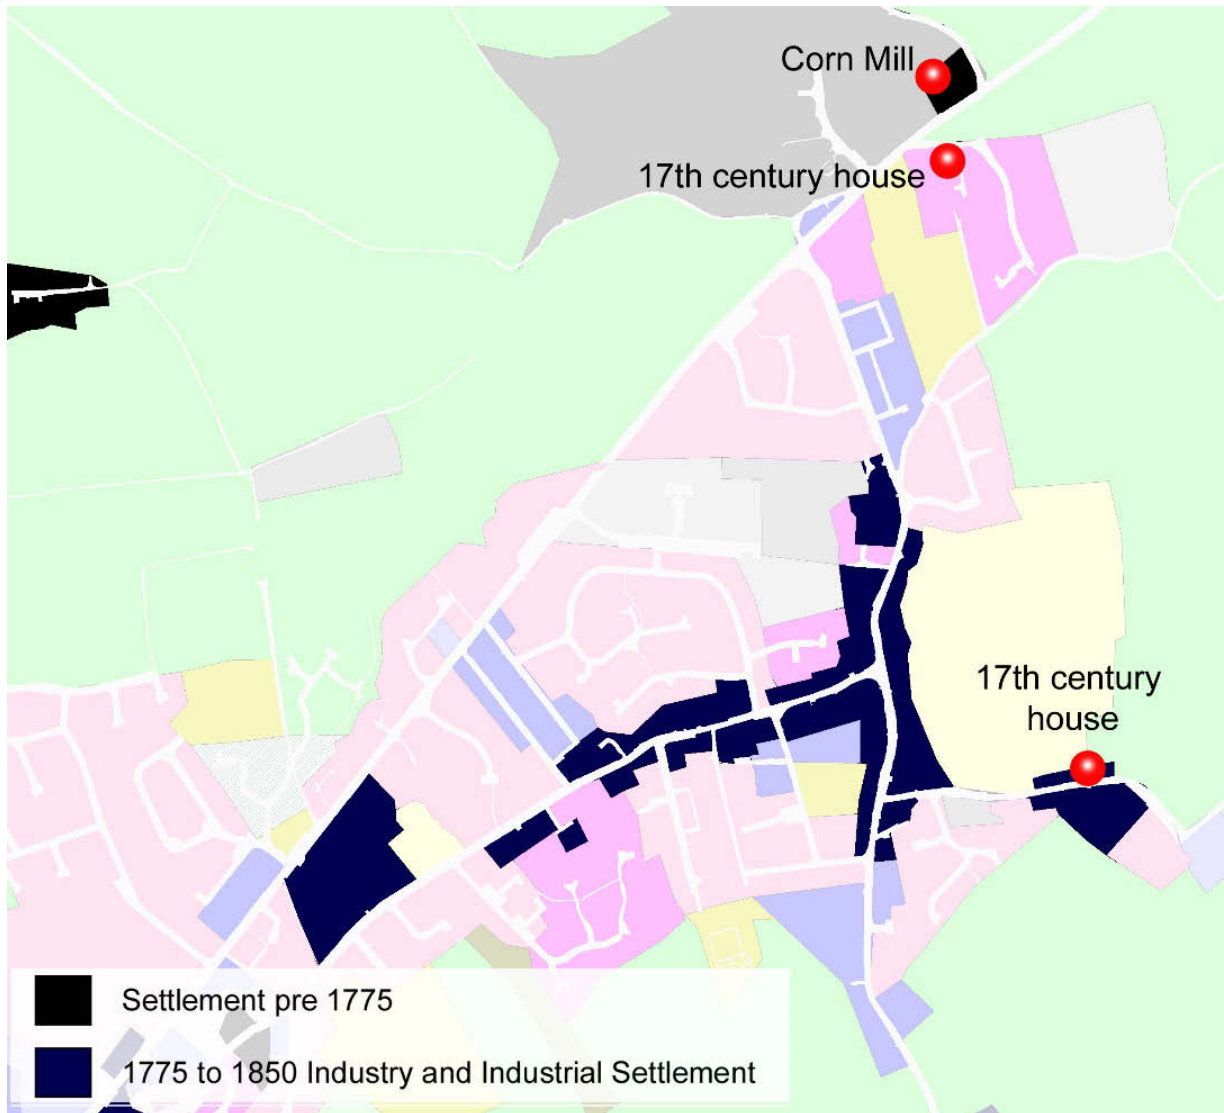 Corn Mill
17th century house
17th century
house
Settlement pre 1775
1775 to 1850 Industry and Industrial Settlement